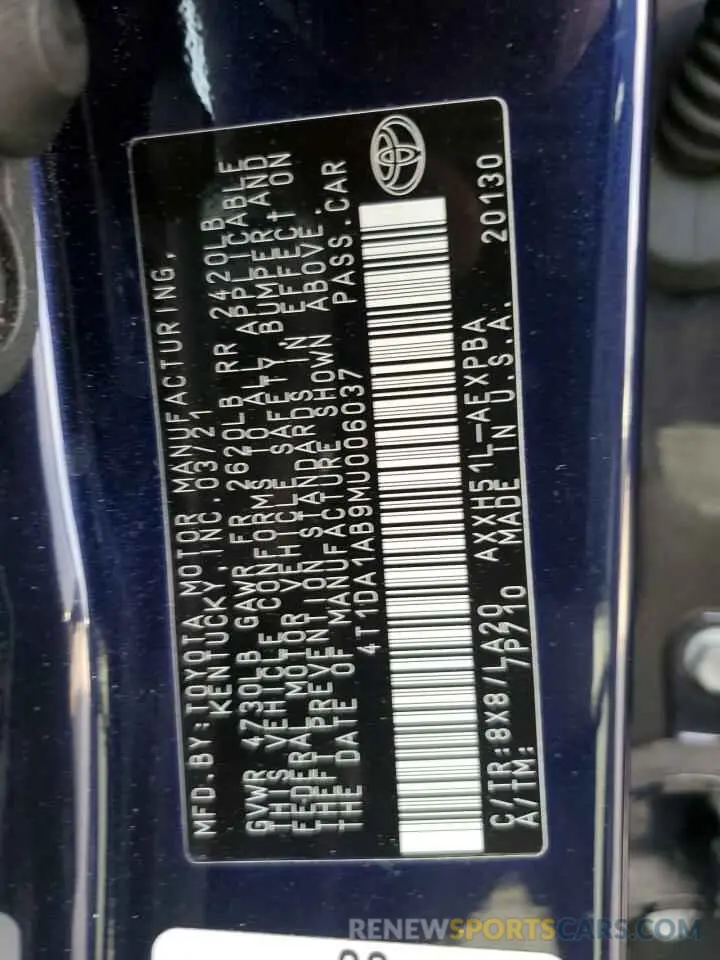 MFD.BY:TOYOTA MOTOR MANUFACTURING,
KENTUCKY, INC.03/21
GVWR 4730LB GAWR FR 2620LB RR 2420LB
THIS VEHICLE CONFORMS TO ALL APPLICABLE
FEDERAL MOTOR VEHICLE SAFETY, BUMPER AND
THEFT PREVENTION STANDARDS IN EFFECT ON
THE DATE OF MANUFACTURE SHOWN ABOVE.
4T1DA1AB9MU006037 PASS.CAR
C/TR:8X8/LA20 AXXH51L-AEXPBA 20130
A/TM: 7P710 MADE IN U.S.A.
RENEWSPORTSCARS.COM